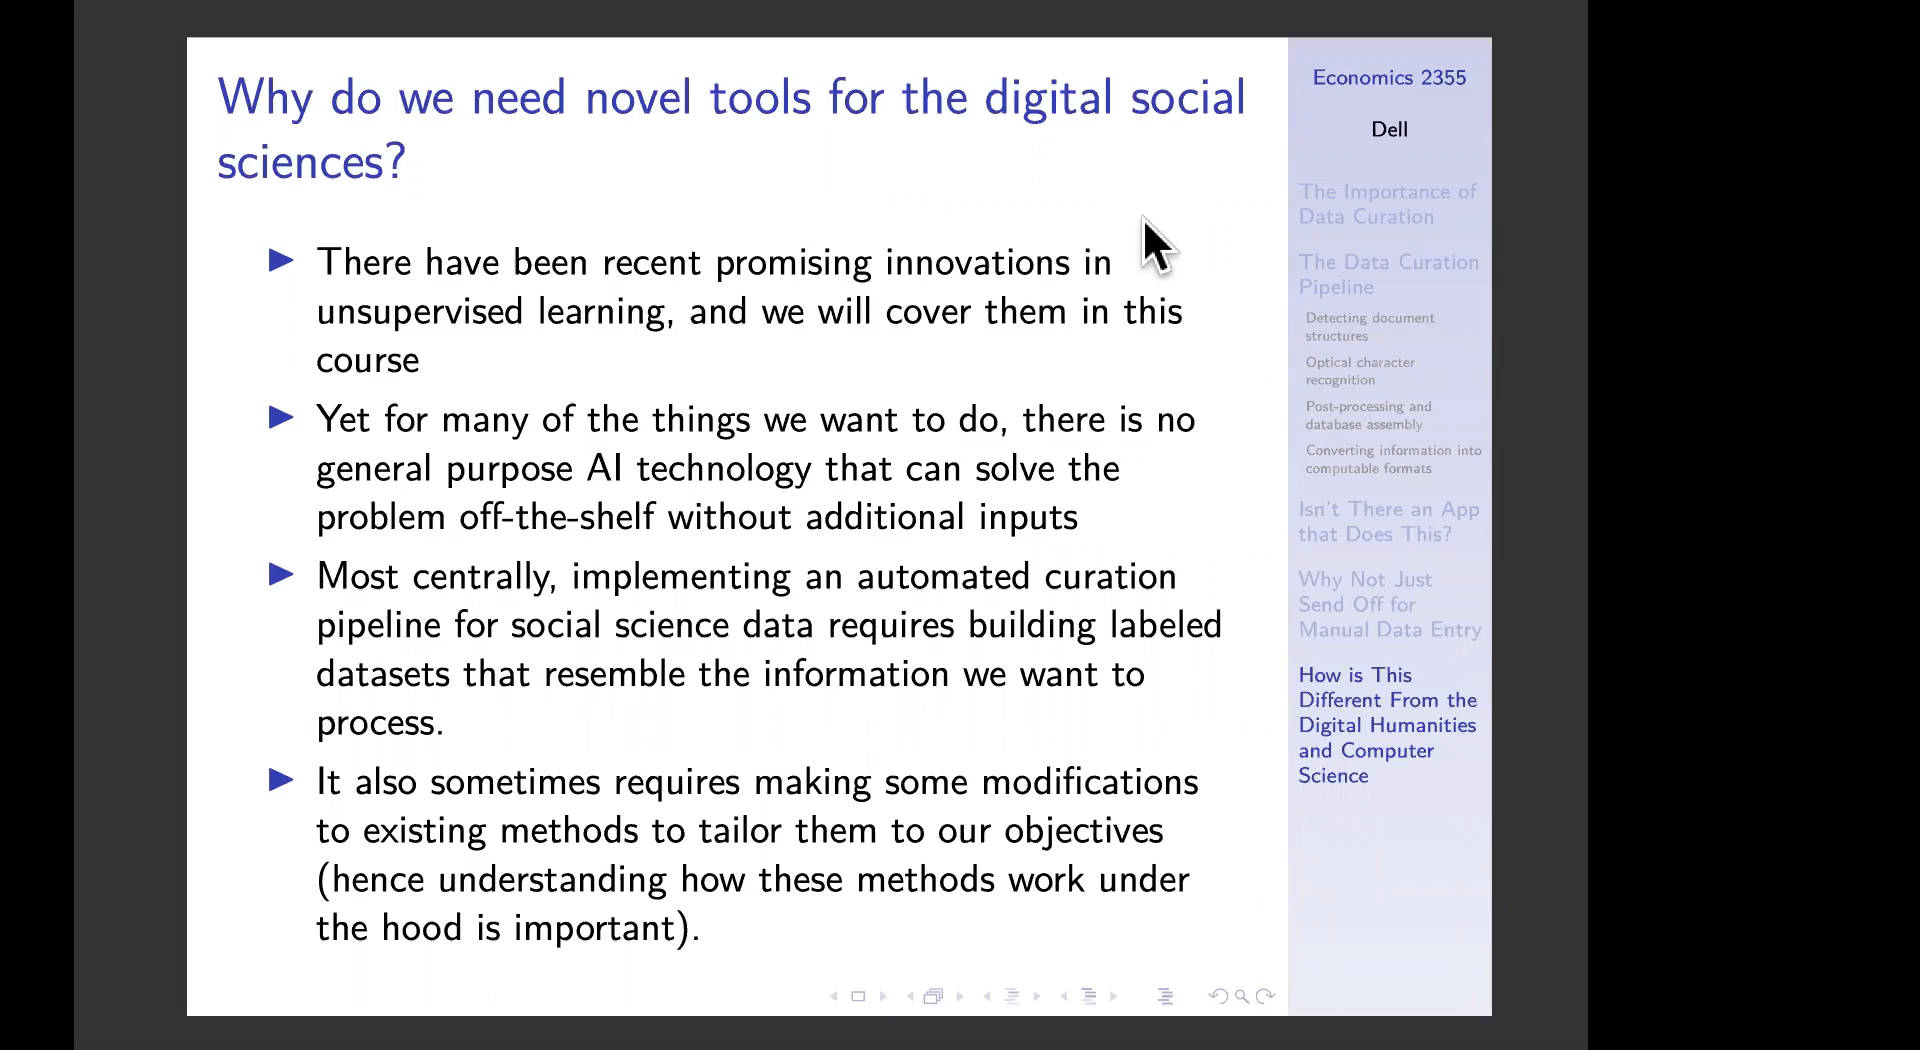 Why do we need novel tools for the digital social
sciences?
There have been recent promising innovations in
unsupervised learning, and we will cover them in this
course
Yet for many of the things we want to do, there is no
general purpose AI technology that can solve the
problem off-the-shelf without additional inputs
Most centrally, implementing an automated curation
pipeline for social science data requires building labeled
datasets that resemble the information we want to
process.
It also sometimes requires making some modifications
to existing methods to tailor them to our objectives
(hence understanding how these methods work under
the hood is important).
Economics 2355
Dell
The Importance of
Data Curation
The Data Curation
Pipeline
Detecting document
structures
Optical character
recognition
Post-processing and
database assembly
Converting information into
computable formats
Isn't There an App
that Does This?
Why Not Just
Send Off for
Manual Data Entry
How is This
Different From the
Digital Humanities
and Computer
Science